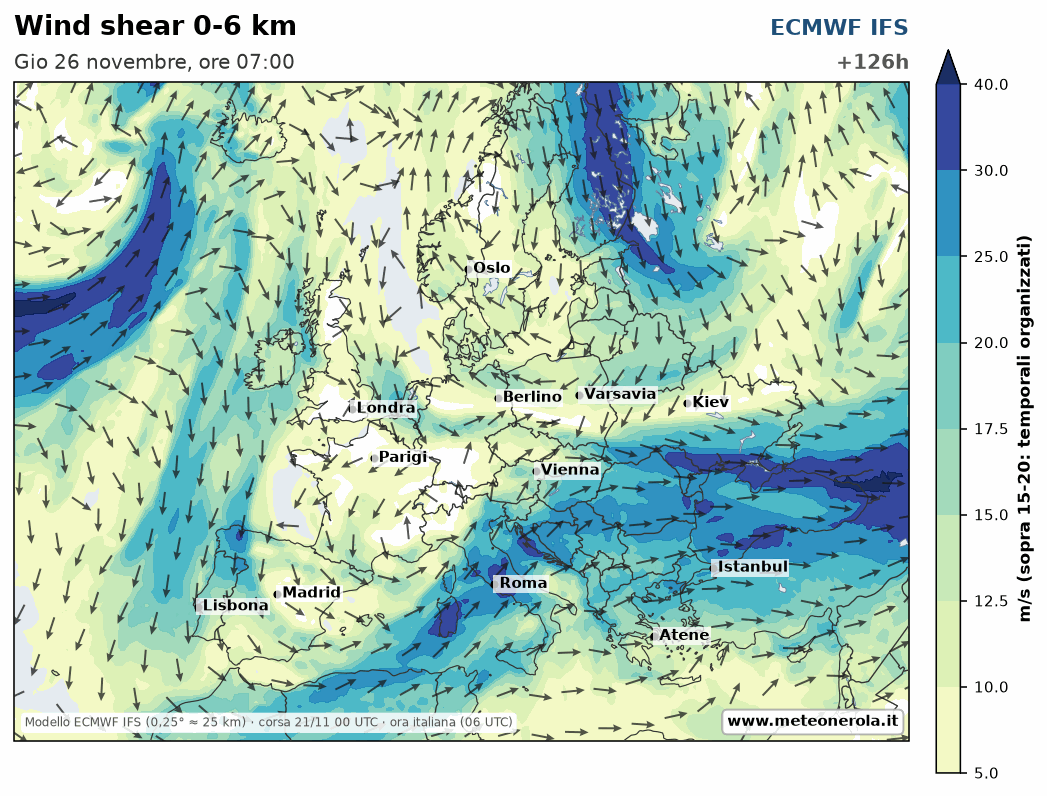 Wind shear 0-6 km
ECMWF IFS
Gio 26 novembre, ore 07:00
+126h
40.0
30.0
25.0
20.0
17.5
15.0
12.5
10.0
5.0
m/s (sopra 15-20: temporali organizzati)
Oslo
Londra
Berlino
Varsavia
Kiev
Parigi
Vienna
Istanbul
Roma
Madrid
Lisbona
Atene
Modello ECMWF IFS (0,25° ≈ 25 km) · corsa 21/11 00 UTC · ora italiana (06 UTC)
www.meteonerola.it